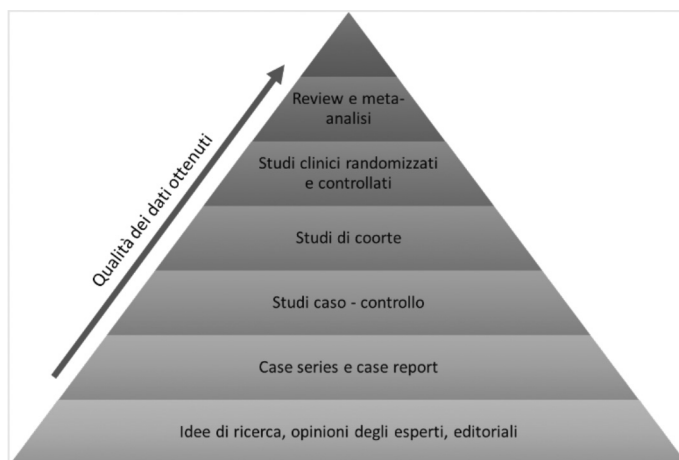 Review e meta-
analisi
Studi clinici randomizzati
e controllati
Studi di coorte
Studi caso - controllo
Case series e case report
Idee di ricerca, opinioni degli esperti, editoriali
Qualità dei dati ottenuti